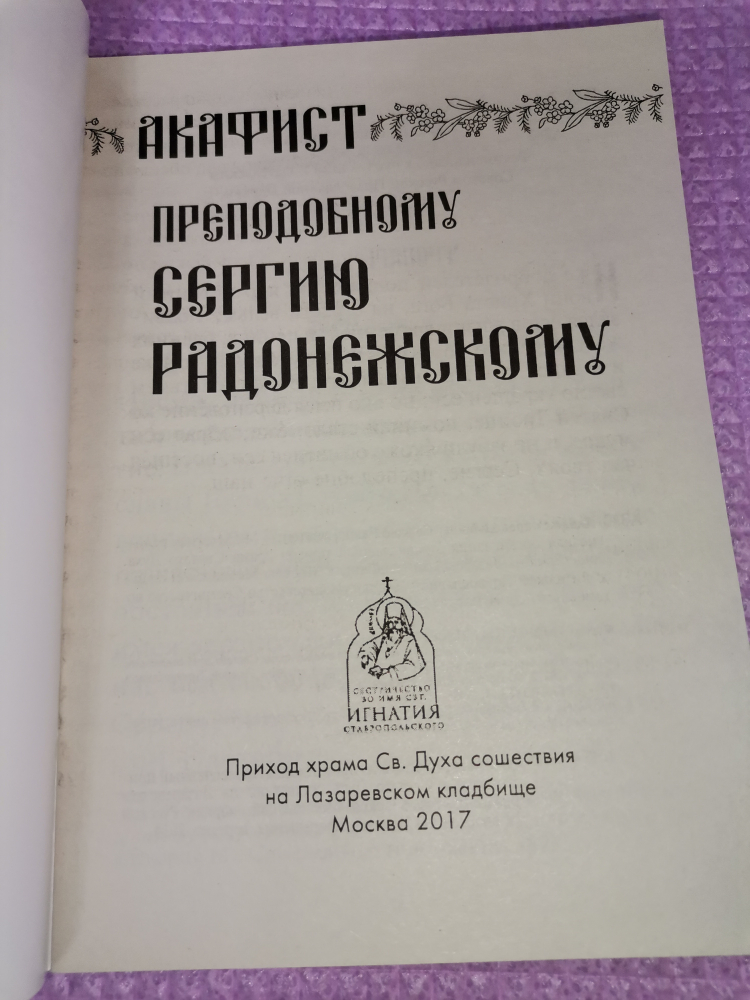 АКАФИСТ
ПРЕПОДОБНОМУ
СЕРГИЮ
РАДОНЕЖСКОМУ
СЕСТРИЧЕСТВО
ВО ИМЯ СВТ.
ИГНАТИЯ
СТАВРОПОЛЬСКОГО
Приход храма Св. Духа сошествия
на Лазаревском кладбище
Москва 2017